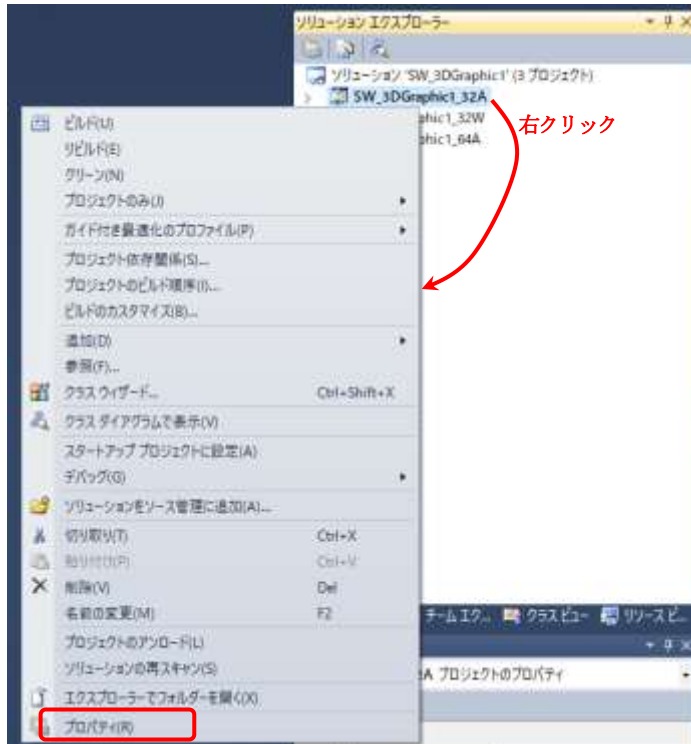 ソリューション エクスプローラー
ソリューション 'SW_3DGraphic1' (3 プロジェクト)
SW_3DGraphic1_32A
phic1_32W
phic1_64A
右クリック
ビルド(U)
リビルド(E)
クリーン(N)
プロジェクトのみ(J)
ガイド付き最適化のプロファイル(P)
プロジェクト依存関係(S)...
プロジェクトのビルド順序(I)...
ビルドのカスタマイズ(B)...
追加(D)
参照(F)...
クラス ウィザード... Ctrl+Shift+X
クラス ダイアグラムで表示(V)
スタートアップ プロジェクトに設定(A)
デバッグ(G)
ソリューションをソース管理に追加(A)...
切り取り(T) Ctrl+X
貼り付け(P) Ctrl+V
削除(V) Del
名前の変更(M) F2
プロジェクトのアンロード(L)
ソリューションの再スキャン(S)
エクスプローラーでフォルダーを開く(X)
プロパティ(R)
チーム エク... クラス ビュー リソース ビ...
A プロジェクトのプロパティ